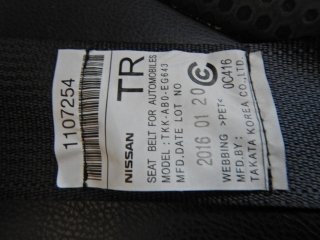 1107254
TR
NISSAN
SEAT BELT FOR AUTOMOBILES
MODEL:TKK-AB0-EG643
MFD.DATE LOT NO
2016 01 20
C
WEBBING >PET< 0C416
MFD.BY:
TAKATA KOREA CO.,LTD.